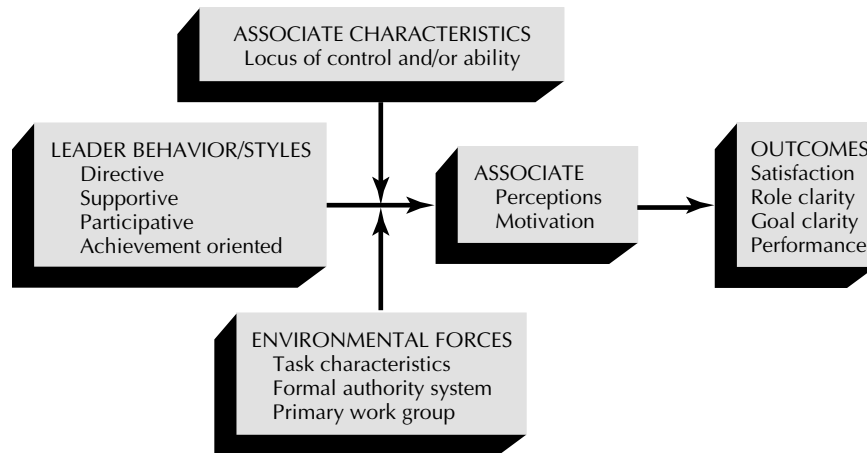 ASSOCIATE CHARACTERISTICS
Locus of control and/or ability
LEADER BEHAVIOR/STYLES
Directive
Supportive
Participative
Achievement oriented
ASSOCIATE
Perceptions
Motivation
OUTCOMES
Satisfaction
Role clarity
Goal clarity
Performance
ENVIRONMENTAL FORCES
Task characteristics
Formal authority system
Primary work group